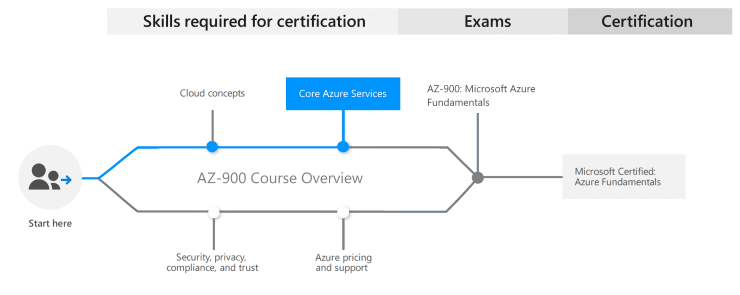 Skills required for certification
Exams
Certification
Cloud concepts
Core Azure Services
AZ-900: Microsoft Azure
Fundamentals
AZ-900 Course Overview
Microsoft Certified:
Azure Fundamentals
Start here
Security, privacy,
compliance, and trust
Azure pricing
and support